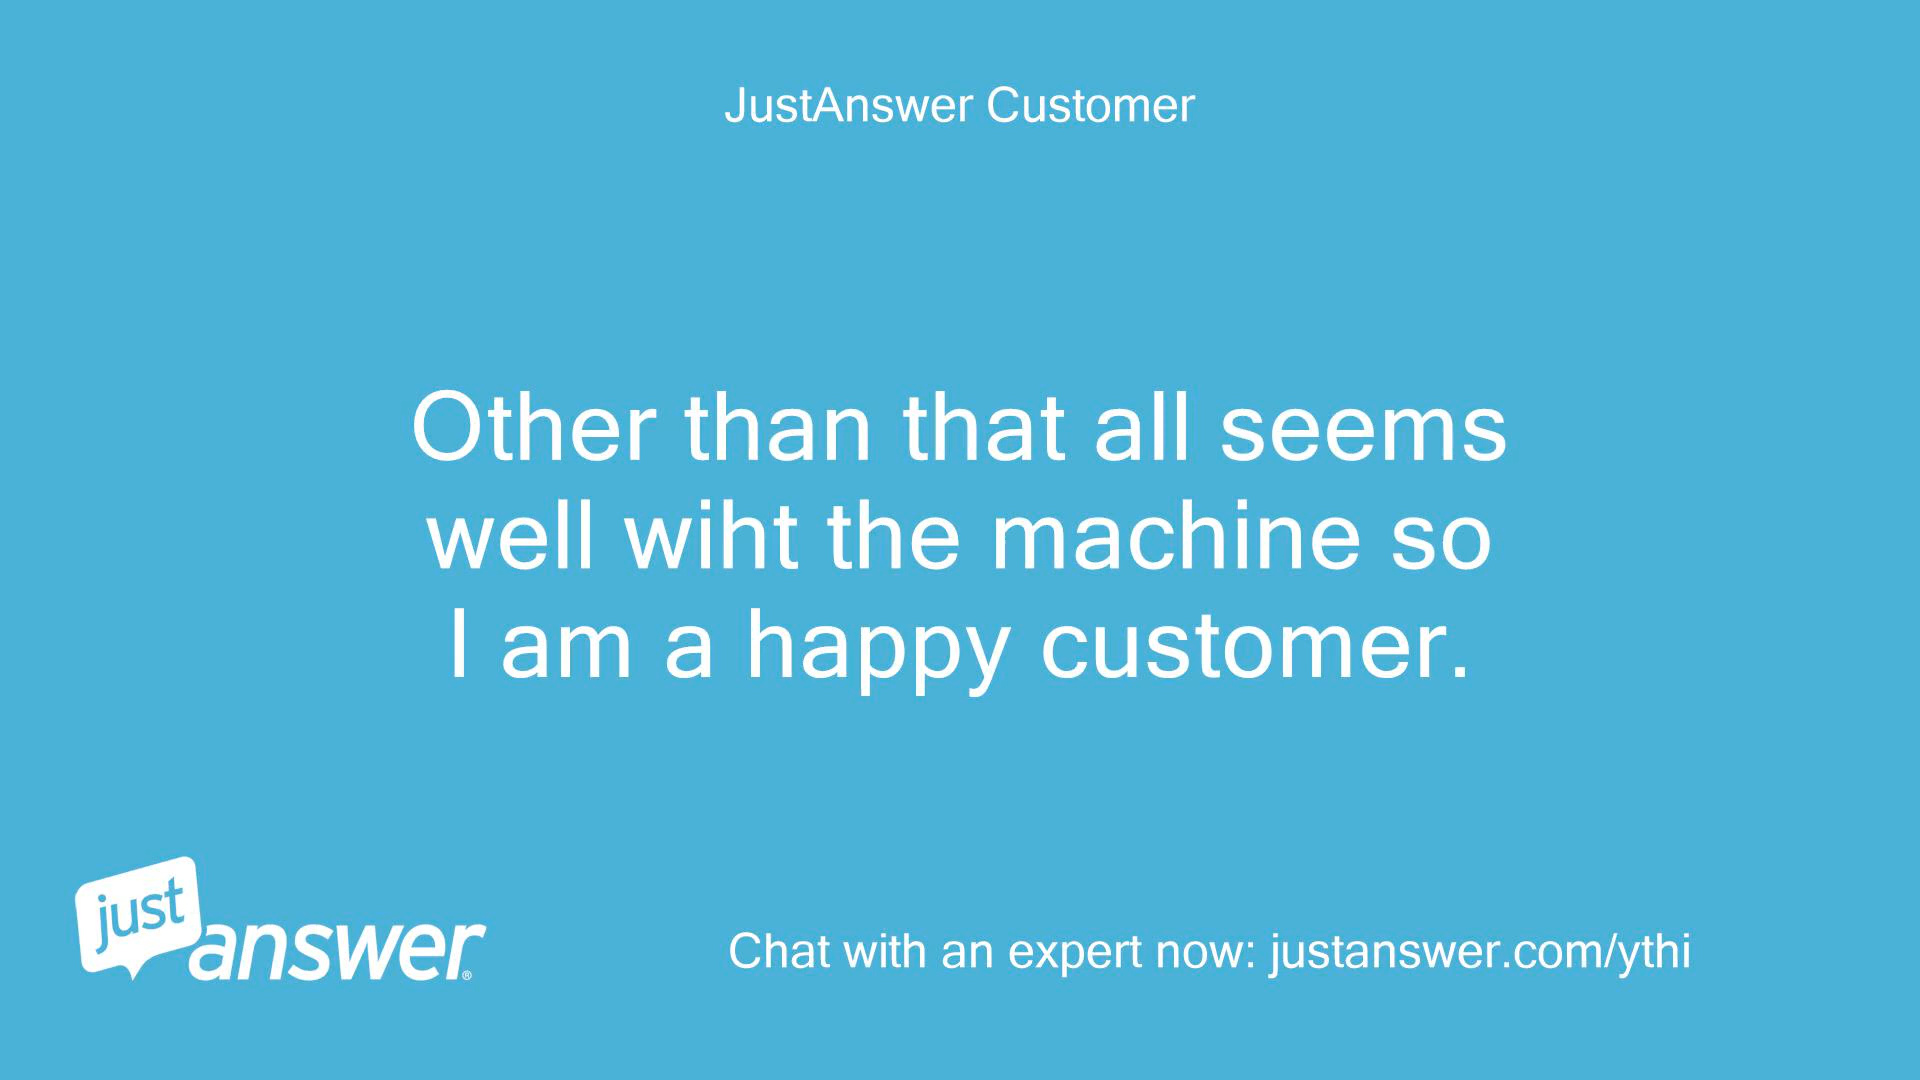 JustAnswer Customer
Other than that all seems
well wiht the machine so
I am a happy customer.
just
answer®
Chat with an expert now: justanswer.com/ythi